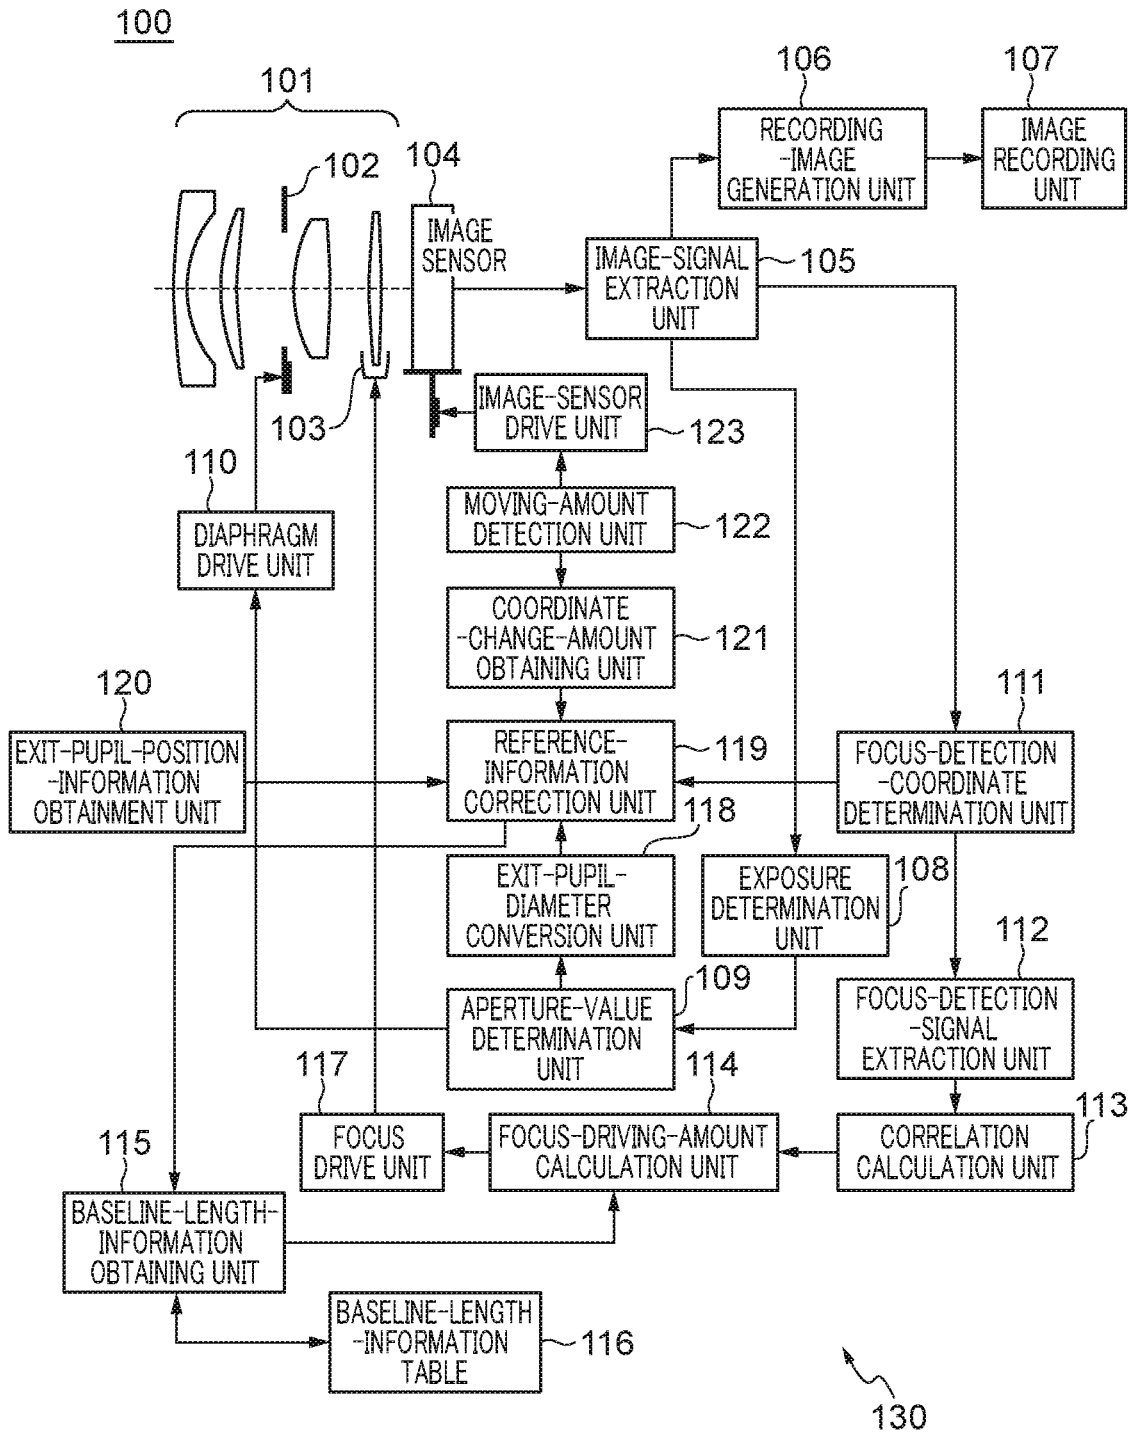 100
101
102
104
IMAGE
SENSOR
103
106
RECORDING
-IMAGE
GENERATION UNIT
107
IMAGE
RECORDING
UNIT
IMAGE-SIGNAL
EXTRACTION
UNIT
105
IMAGE-SENSOR
DRIVE UNIT
123
110
DIAPHRAGM
DRIVE UNIT
MOVING-AMOUNT
DETECTION UNIT
122
COORDINATE
-CHANGE-AMOUNT
OBTAINING UNIT
121
120
EXIT-PUPIL-POSITION
-INFORMATION
OBTAINMENT UNIT
REFERENCE-
INFORMATION
CORRECTION UNIT
119
111
FOCUS-DETECTION
-COORDINATE
DETERMINATION UNIT
118
EXIT-PUPIL-
DIAMETER
CONVERSION UNIT
EXPOSURE
DETERMINATION
UNIT
108
112
FOCUS-DETECTION
-SIGNAL
EXTRACTION UNIT
109
APERTURE-VALUE
DETERMINATION
UNIT
117
FOCUS
DRIVE UNIT
114
FOCUS-DRIVING-AMOUNT
CALCULATION UNIT
113
CORRELATION
CALCULATION UNIT
115
BASELINE-LENGTH-
INFORMATION
OBTAINING UNIT
BASELINE-LENGTH
-INFORMATION
TABLE
116
130